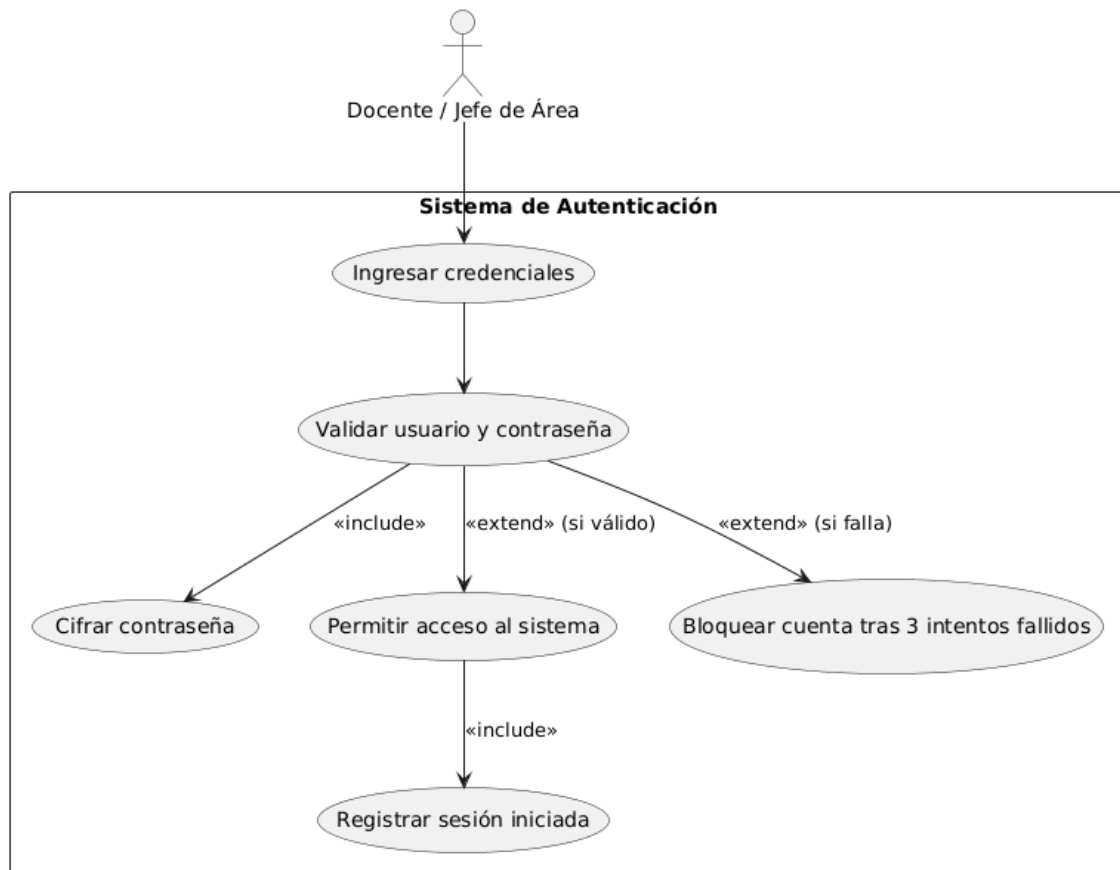 Docente / Jefe de Área
Sistema de Autenticación
Ingresar credenciales
Validar usuario y contraseña
«include»
«extend» (si válido)
«extend» (si falla)
Cifrar contraseña
Permitir acceso al sistema
Bloquear cuenta tras 3 intentos fallidos
«include»
Registrar sesión iniciada